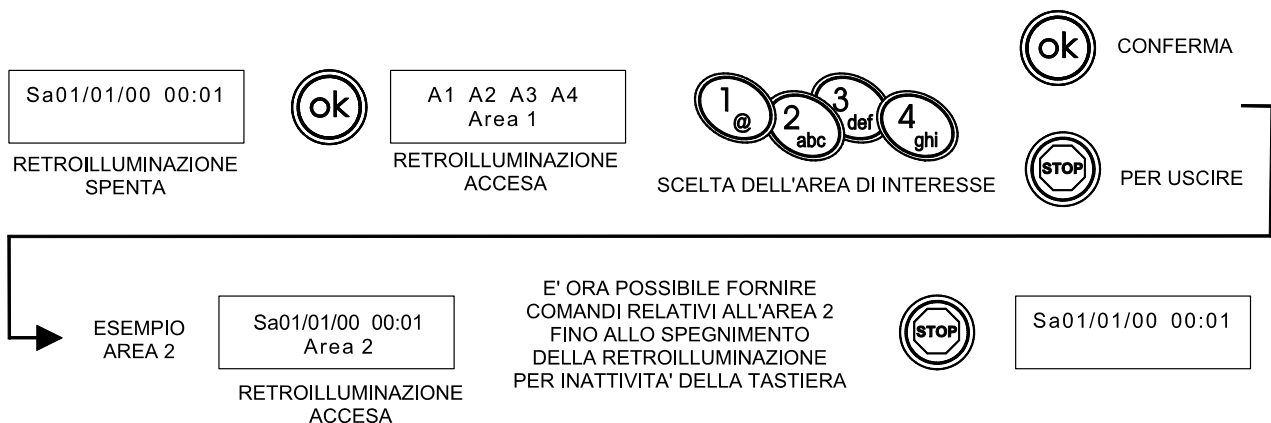 Sa01/01/00 00:01
RETROILLUMINAZIONE
SPENTA
ok
A1 A2 A3 A4
Area 1
RETROILLUMINAZIONE
ACCESA
1 @
2 abc
3 def
4 ghi
SCELTA DELL'AREA DI INTERESSE
ok
CONFERMA
STOP
PER USCIRE
ESEMPIO
AREA 2
Sa01/01/00 00:01
Area 2
RETROILLUMINAZIONE
ACCESA
E' ORA POSSIBILE FORNIRE
COMANDI RELATIVI ALL'AREA 2
FINO ALLO SPEGNIMENTO
DELLA RETROILLUMINAZIONE
PER INATTIVITA' DELLA TASTIERA
STOP
Sa01/01/00 00:01